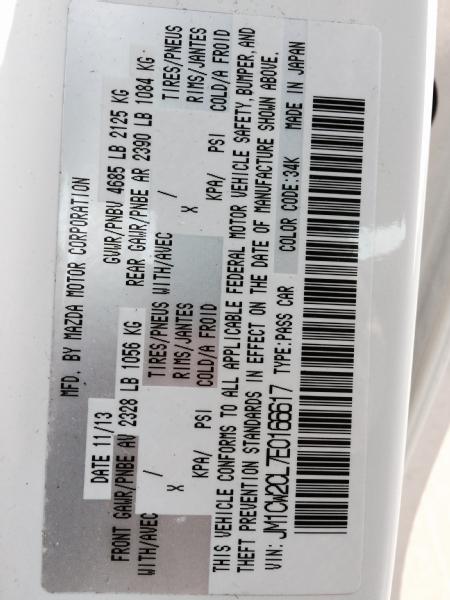 MFD. BY MAZDA MOTOR CORPORATION
DATE 11/13 GVWR/PNBV 4685 LB 2125 KG
FRONT GAWR/PNBE AV 2328 LB 1056 KG REAR GAWR/PNBE AR 2390 LB 1084 KG
WITH/AVEC / TIRES/PNEUS WITH/AVEC / TIRES/PNEUS
X RIMS/JANTES X RIMS/JANTES
KPA/ PSI COLD/A FROID KPA/ PSI COLD/A FROID
THIS VEHICLE CONFORMS TO ALL APPLICABLE FEDERAL MOTOR VEHICLE SAFETY, BUMPER, AND
THEFT PREVENTION STANDARDS IN EFFECT ON THE DATE OF MANUFACTURE SHOWN ABOVE.
VIN: JM1CW2CL7E0166617 TYPE:PASS CAR COLOR CODE:34K MADE IN JAPAN